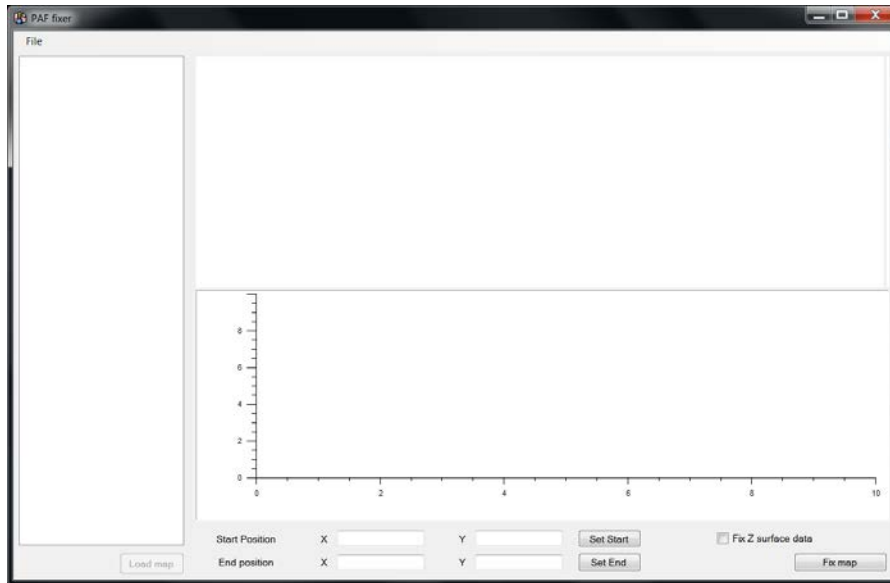 PAF fixer
File
8
6
4
2
0
0 2 4 6 8 10
Start Position X Y Set Start Fix Z surface data
Load map End position X Y Set End Fix map